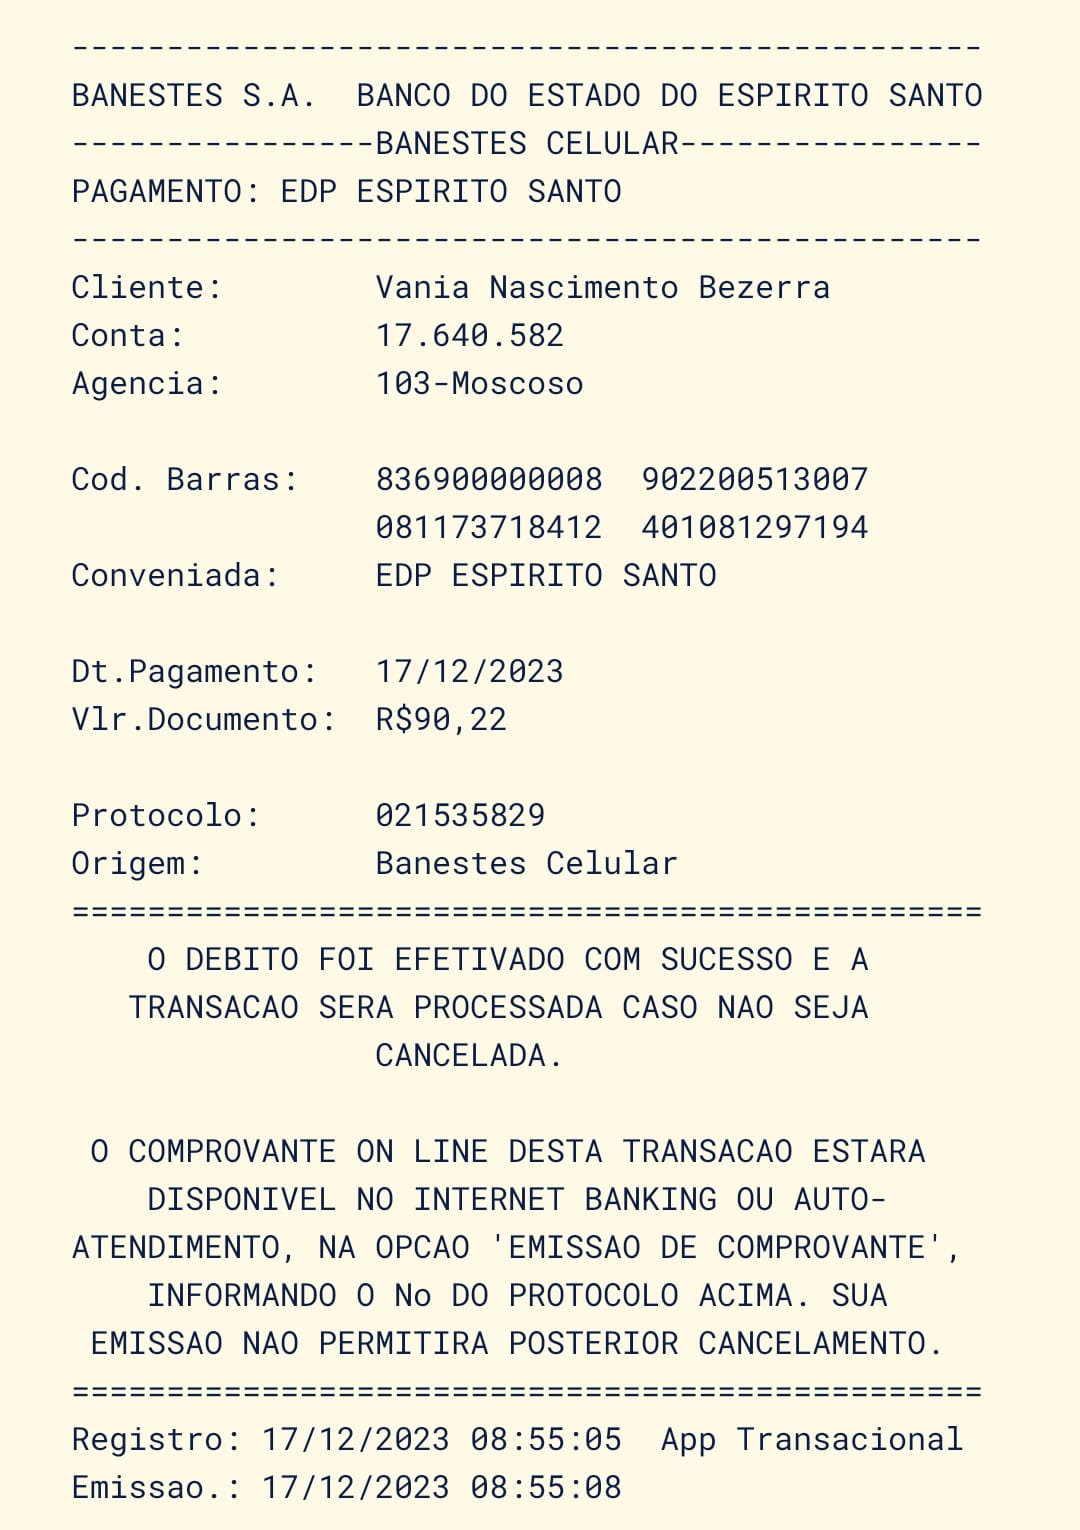 ------------------------------------------------
BANESTES S.A.  BANCO DO ESTADO DO ESPIRITO SANTO
----------------BANESTES CELULAR----------------
PAGAMENTO: EDP ESPIRITO SANTO
------------------------------------------------
Cliente:        Vania Nascimento Bezerra
Conta:          17.640.582
Agencia:        103-Moscoso
Cod. Barras:    836900000008  902200513007
                081173718412  401081297194
Conveniada:     EDP ESPIRITO SANTO
Dt.Pagamento:   17/12/2023
Vlr.Documento:  R$90,22
Protocolo:      021535829
Origem:         Banestes Celular
================================================
O DEBITO FOI EFETIVADO COM SUCESSO E A
TRANSACAO SERA PROCESSADA CASO NAO SEJA
CANCELADA.
O COMPROVANTE ON LINE DESTA TRANSACAO ESTARA
DISPONIVEL NO INTERNET BANKING OU AUTO-
ATENDIMENTO, NA OPCAO 'EMISSAO DE COMPROVANTE',
INFORMANDO O No DO PROTOCOLO ACIMA. SUA
EMISSAO NAO PERMITIRA POSTERIOR CANCELAMENTO.
================================================
Registro: 17/12/2023 08:55:05  App Transacional
Emissao.: 17/12/2023 08:55:08